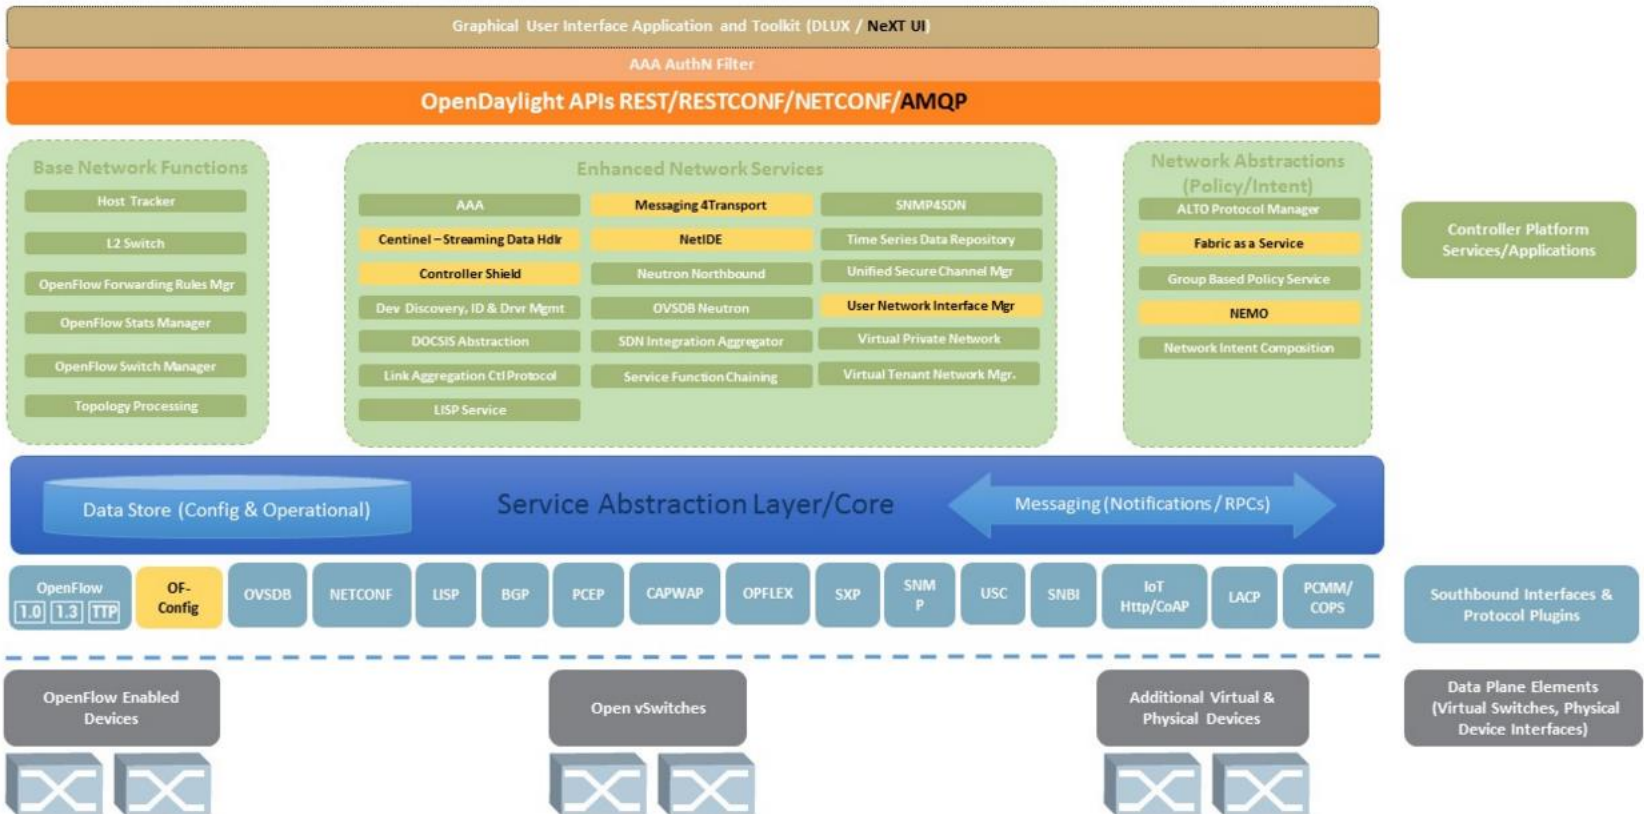 Graphical User Interface Application and Toolkit (DLUX / NeXT UI)
AAA AuthN Filter
OpenDaylight APIs REST/RESTCONF/NETCONF/AMQP
Base Network Functions
Host Tracker
L2 Switch
OpenFlow Forwarding Rules Mgr
OpenFlow Stats Manager
OpenFlow Switch Manager
Topology Processing
Enhanced Network Services
AAA
Centinel – Streaming Data Hdlr
Controller Shield
Dev Discovery, ID & Drvr Mgmt
DOCSIS Abstraction
Link Aggregation Ctl Protocol
LISP Service
Messaging 4Transport
NetIDE
Neutron Northbound
OVSDB Neutron
SDN Integration Aggregator
Service Function Chaining
SNMP4SDN
Time Series Data Repository
Unified Secure Channel Mgr
User Network Interface Mgr
Virtual Private Network
Virtual Tenant Network Mgr.
Network Abstractions
(Policy/Intent)
ALTO Protocol Manager
Fabric as a Service
Group Based Policy Service
NEMO
Network Intent Composition
Controller Platform
Services/Applications
Data Store (Config & Operational)
Service Abstraction Layer/Core
Messaging (Notifications / RPCs)
OpenFlow
1.0 1.3 TTP
OF-
Config
OVSDB
NETCONF
LISP
BGP
PCEP
CAPWAP
OPFLEX
SXP
SNM
P
USC
SNBI
IoT
Http/CoAP
LACP
PCMM/
COPS
Southbound Interfaces &
Protocol Plugins
OpenFlow Enabled
Devices
Open vSwitches
Additional Virtual &
Physical Devices
Data Plane Elements
(Virtual Switches, Physical
Device Interfaces)